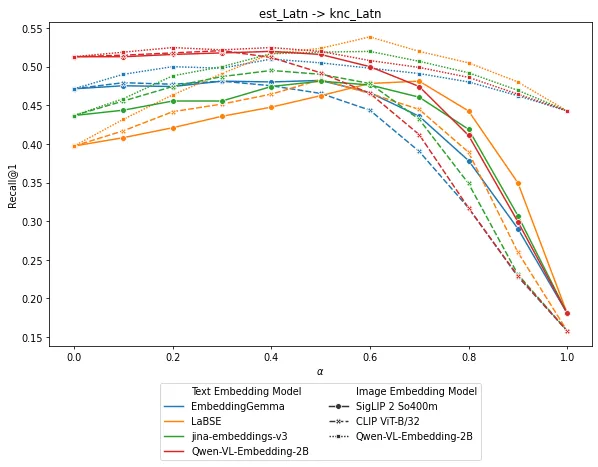 est_Latn -> knc_Latn
0.55
0.50
0.45
0.40
0.35
0.30
0.25
0.20
0.15
Recall@1
0.0 0.2 0.4 0.6 0.8 1.0
α
Text Embedding Model Image Embedding Model
EmbeddingGemma SigLIP 2 So400m
LaBSE CLIP ViT-B/32
jina-embeddings-v3 Qwen-VL-Embedding-2B
Qwen-VL-Embedding-2B